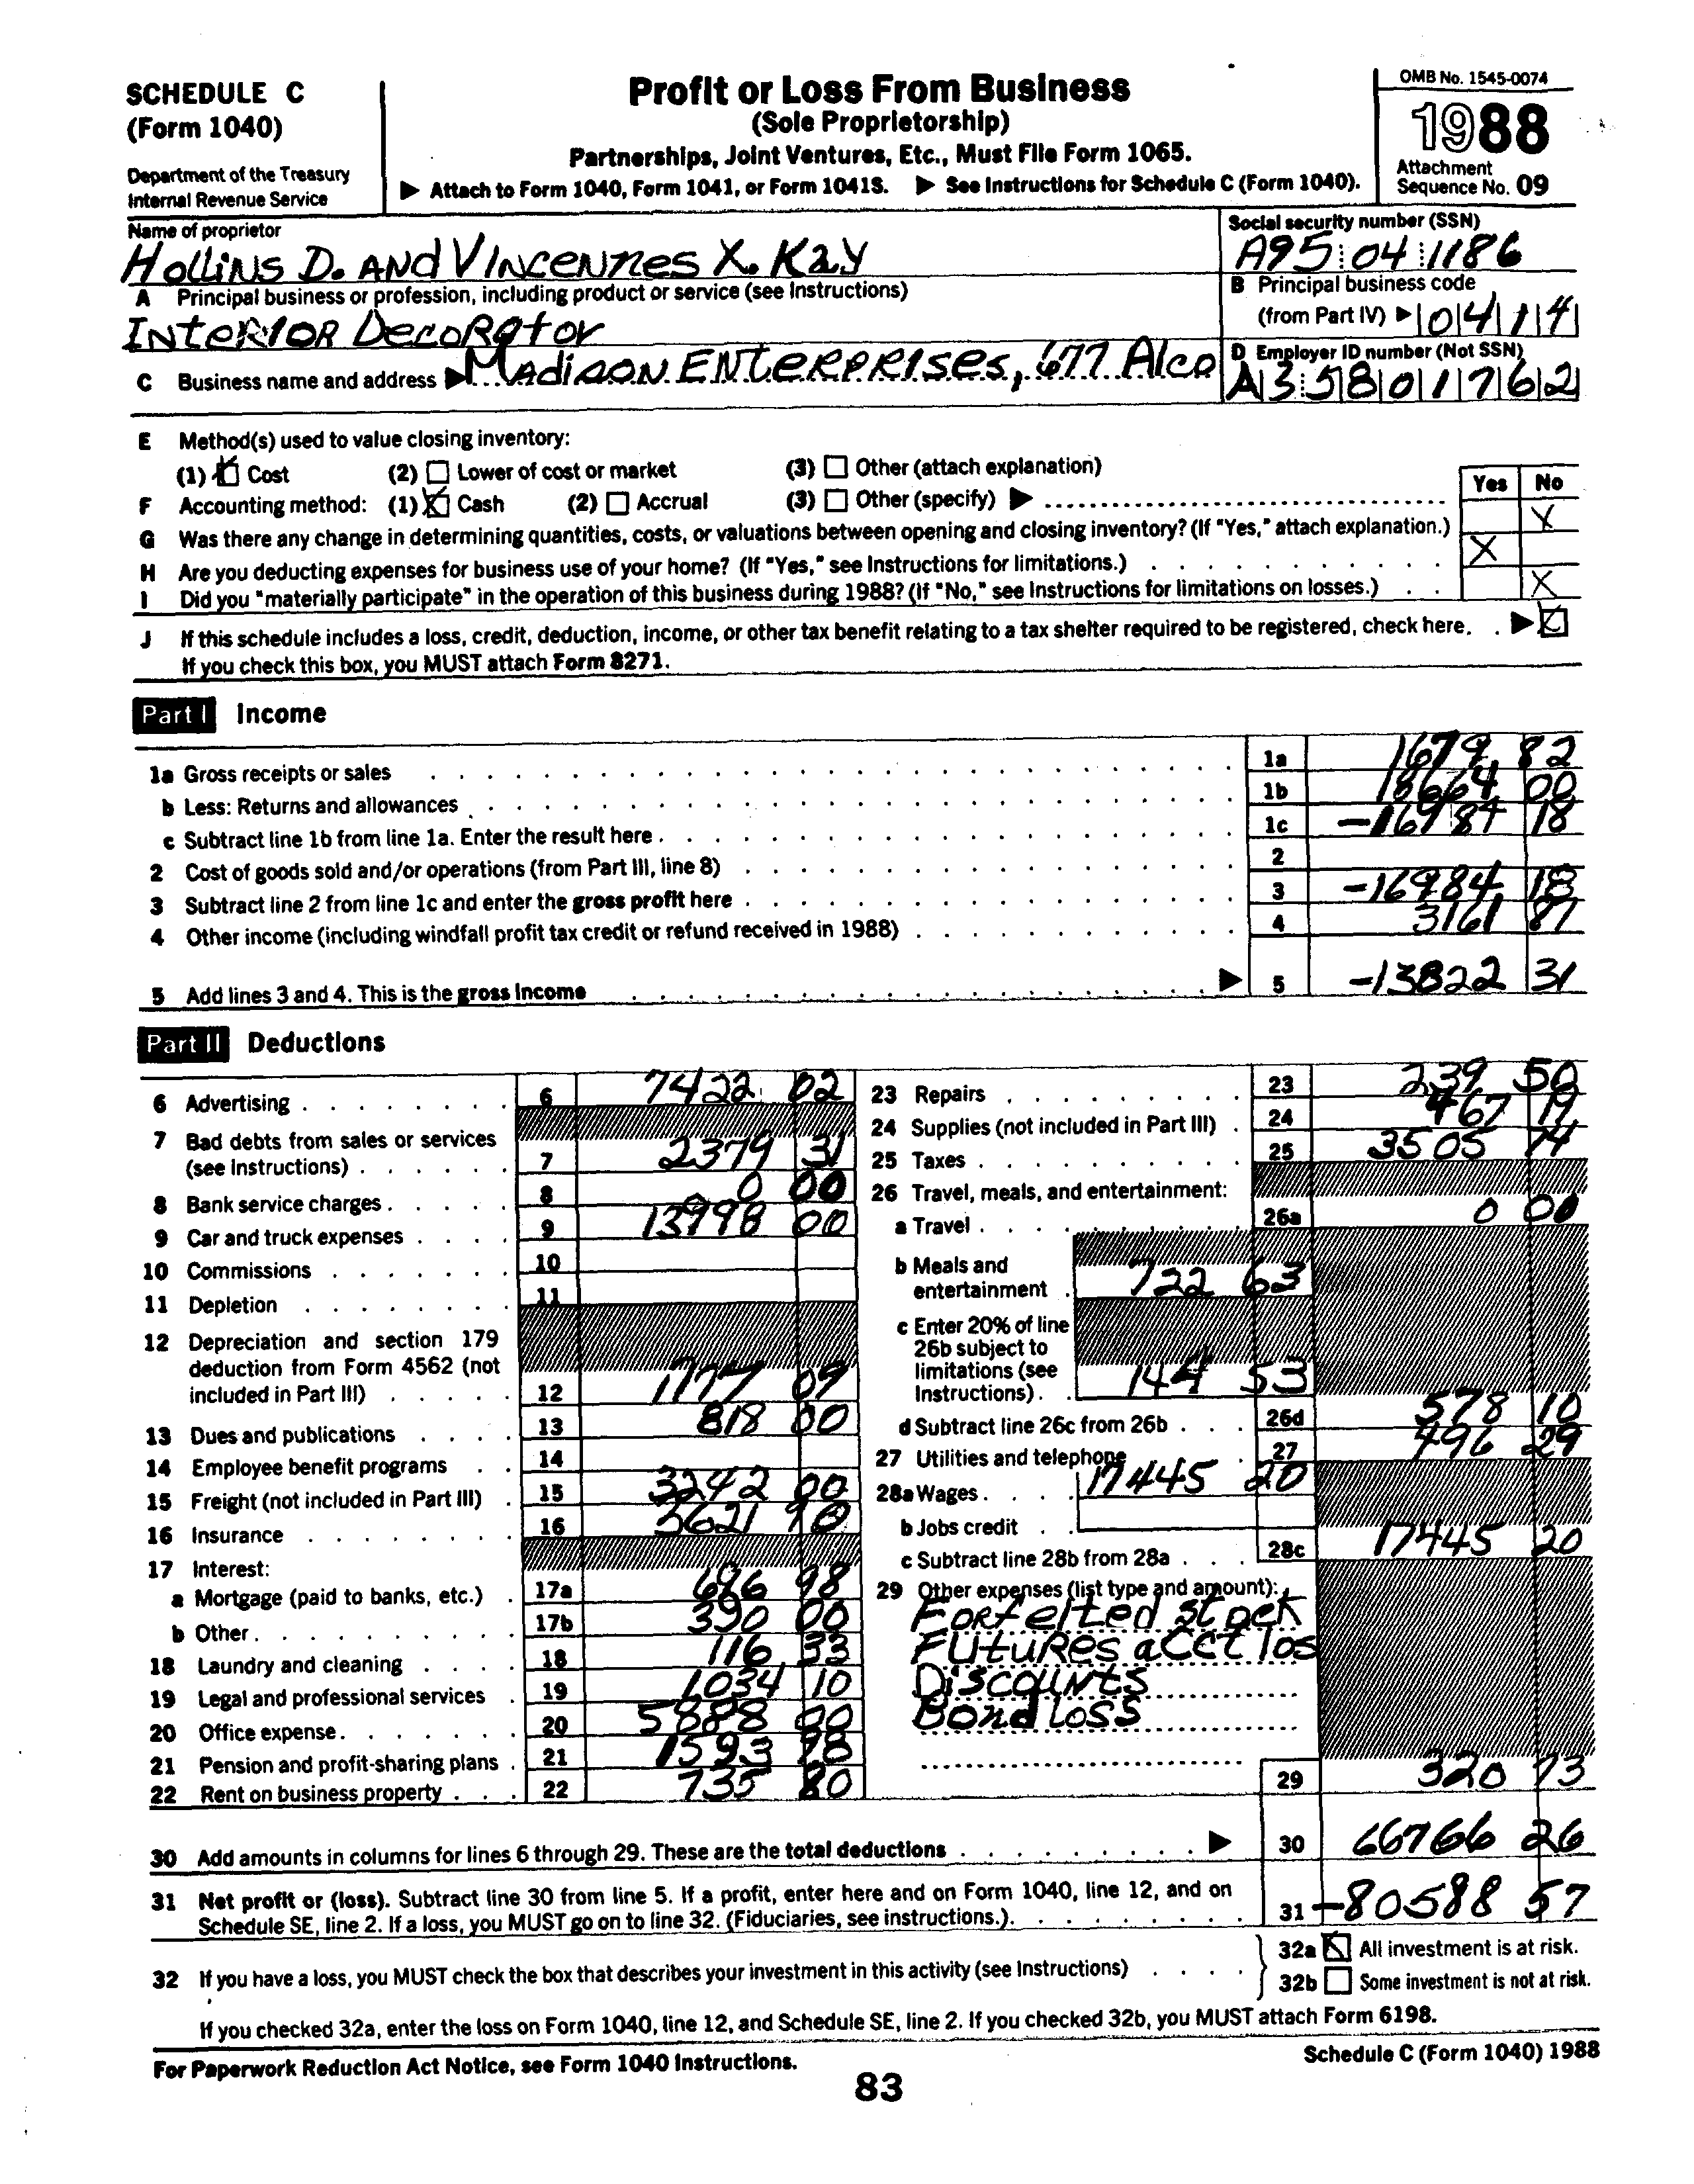 SCHEDULE C
(Form 1040)
Department of the Treasury
Internal Revenue Service
Profit or Loss From Business
(Sole Proprietorship)
Partnerships, Joint Ventures, Etc., Must File Form 1065.
▶ Attach to Form 1040, Form 1041, or Form 1041S. ▶ See Instructions for Schedule C (Form 1040).
OMB No. 1545-0074
1988
Attachment
Sequence No. 09
Name of proprietor
Hollins D. AND VINCENNES X. Kay
Social security number (SSN)
A95 04 1186
A Principal business or profession, including product or service (see Instructions)
INterIOR DecoRator
B Principal business code
(from Part IV) ▶ 0414
C Business name and address ▶ MADisoN ENteRPRIses, 677 Alco
D Employer ID number (Not SSN)
A35801762
E Method(s) used to value closing inventory:
(1) Cost (2) Lower of cost or market (3) Other (attach explanation)
Yes No
F Accounting method: (1) X Cash (2) Accrual (3) Other (specify) ▶
G Was there any change in determining quantities, costs, or valuations between opening and closing inventory? (If "Yes," attach explanation.) X
H Are you deducting expenses for business use of your home? (If "Yes," see Instructions for limitations.) X
I Did you "materially participate" in the operation of this business during 1988? (If "No," see Instructions for limitations on losses.) X
J If this schedule includes a loss, credit, deduction, income, or other tax benefit relating to a tax shelter required to be registered, check here. ▶ X
If you check this box, you MUST attach Form 8271.
Part I Income
1a Gross receipts or sales 1a 1679 82
b Less: Returns and allowances 1b 18664 00
c Subtract line 1b from line 1a. Enter the result here 1c -16984 18
2 Cost of goods sold and/or operations (from Part III, line 8) 2
3 Subtract line 2 from line 1c and enter the gross profit here 3 -16984 18
4 Other income (including windfall profit tax credit or refund received in 1988) 4 3161 87
5 Add lines 3 and 4. This is the gross income ▶ 5 -13822 31
Part II Deductions
6 Advertising 6 7422 02
7 Bad debts from sales or services
(see Instructions) 7 2379 31
8 Bank service charges 8 0 00
9 Car and truck expenses 9 13998 00
10 Commissions 10
11 Depletion 11
12 Depreciation and section 179
deduction from Form 4562 (not
included in Part III) 12 1777 09
13 Dues and publications 13 818 00
14 Employee benefit programs 14
15 Freight (not included in Part III) 15 3242 00
16 Insurance 16 3621 90
17 Interest:
a Mortgage (paid to banks, etc.) 17a 696 98
b Other 17b 390 00
18 Laundry and cleaning 18 116 33
19 Legal and professional services 19 1034 10
20 Office expense 20 5888 00
21 Pension and profit-sharing plans 21 1593 98
22 Rent on business property 22 735 80
23 Repairs 23 239 50
24 Supplies (not included in Part III) 24 467 19
25 Taxes 25 3505 74
26 Travel, meals, and entertainment:
a Travel 26a 0 00
b Meals and
entertainment 722 63
c Enter 20% of line
26b subject to
limitations (see
Instructions) 144 53
d Subtract line 26c from 26b 26d 578 10
27 Utilities and telephone 27 496 29
28a Wages 17445 20
b Jobs credit
c Subtract line 28b from 28a 28c 17445 20
29 Other expenses (list type and amount):
Forfeited stock
FUtuRes acct los
DiscouNts
Bond Loss
29 320 73
30 Add amounts in columns for lines 6 through 29. These are the total deductions ▶ 30 66766 26
31 Net profit or (loss). Subtract line 30 from line 5. If a profit, enter here and on Form 1040, line 12, and on
Schedule SE, line 2. If a loss, you MUST go on to line 32. (Fiduciaries, see instructions.) 31 -80588 57
32 If you have a loss, you MUST check the box that describes your investment in this activity (see Instructions)
32a X All investment is at risk.
32b Some investment is not at risk.
If you checked 32a, enter the loss on Form 1040, line 12, and Schedule SE, line 2. If you checked 32b, you MUST attach Form 6198.
For Paperwork Reduction Act Notice, see Form 1040 Instructions.
Schedule C (Form 1040) 1988
83